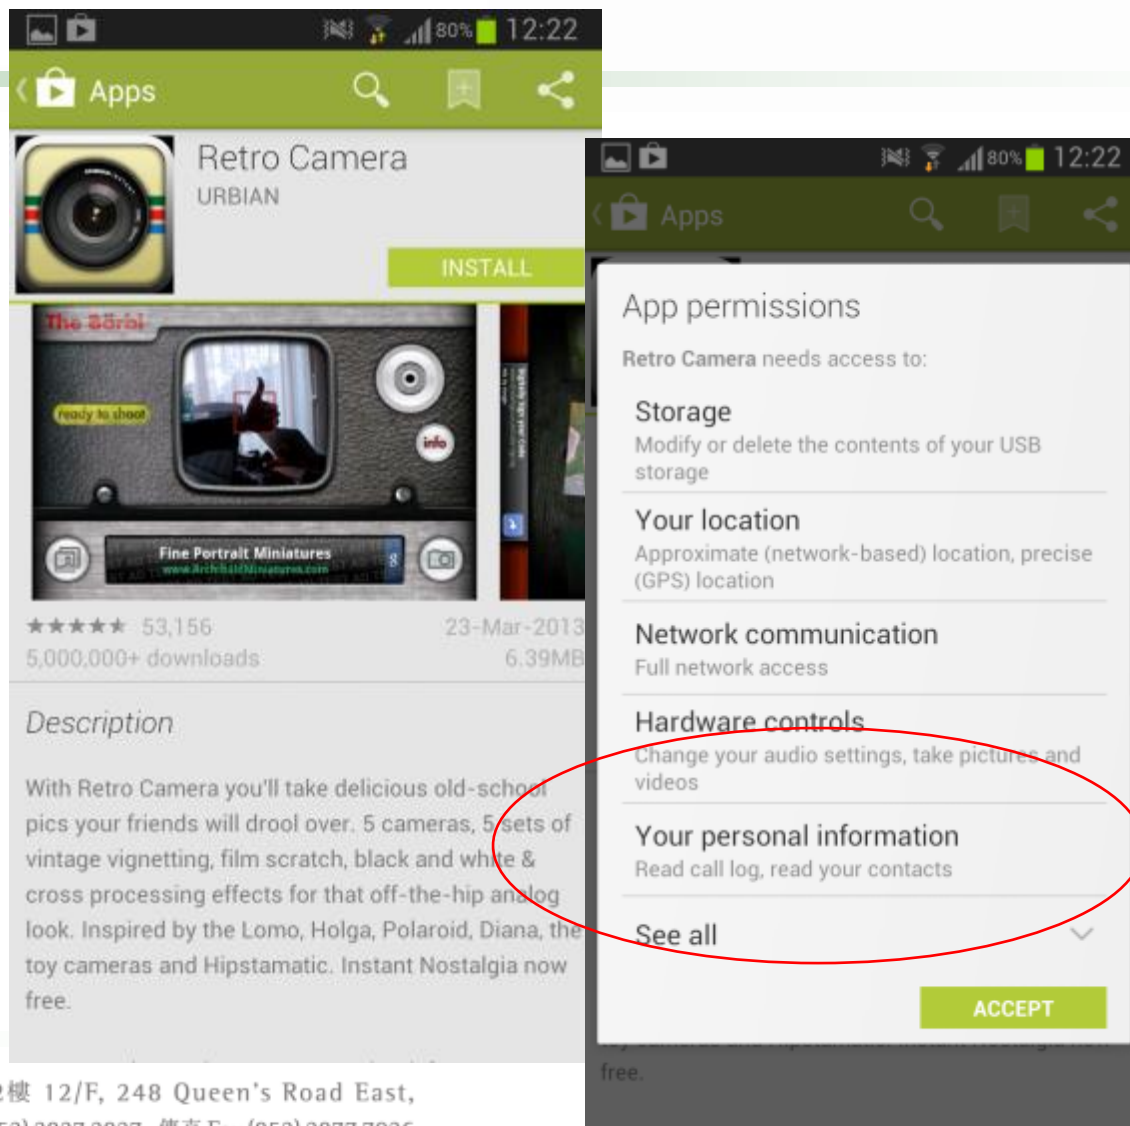 80% 12:22
Apps
Retro Camera
URBIAN
INSTALL
The Börbl
ready to shoot
info
Fine Portrait Miniatures
www.ArchibaldMiniatures.com
53,156
23-Mar-2013
5,000,000+ downloads
6.39MB
Description
With Retro Camera you'll take delicious old-school
pics your friends will drool over. 5 cameras, 5 sets of
vintage vignetting, film scratch, black and white &
cross processing effects for that off-the-hip analog
look. Inspired by the Lomo, Holga, Polaroid, Diana, the
toy cameras and Hipstamatic. Instant Nostalgia now
free.
80% 12:22
Apps
App permissions
Retro Camera needs access to:
Storage
Modify or delete the contents of your USB
storage
Your location
Approximate (network-based) location, precise
(GPS) location
Network communication
Full network access
Hardware controls
Change your audio settings, take pictures and
videos
Your personal information
Read call log, read your contacts
See all
ACCEPT
free.
樓 12/F, 248 Queen's Road East,